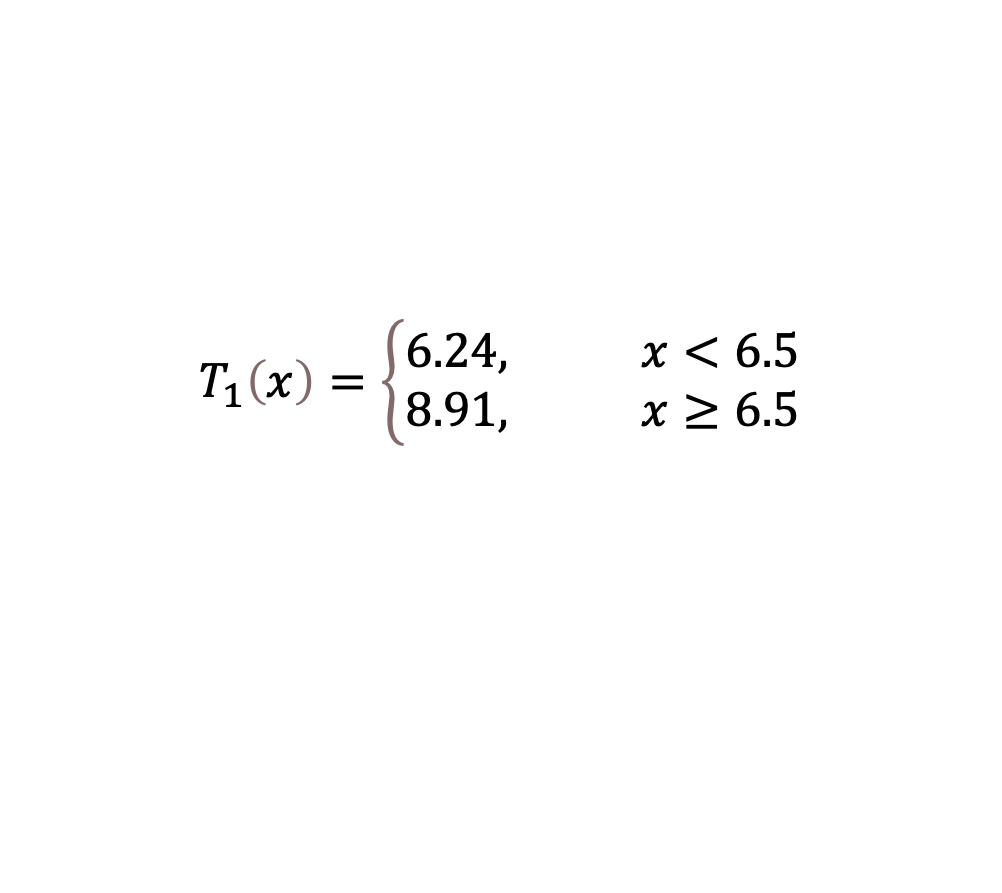 T₁(x) = {6.24, x < 6.5
8.91, x ≥ 6.5